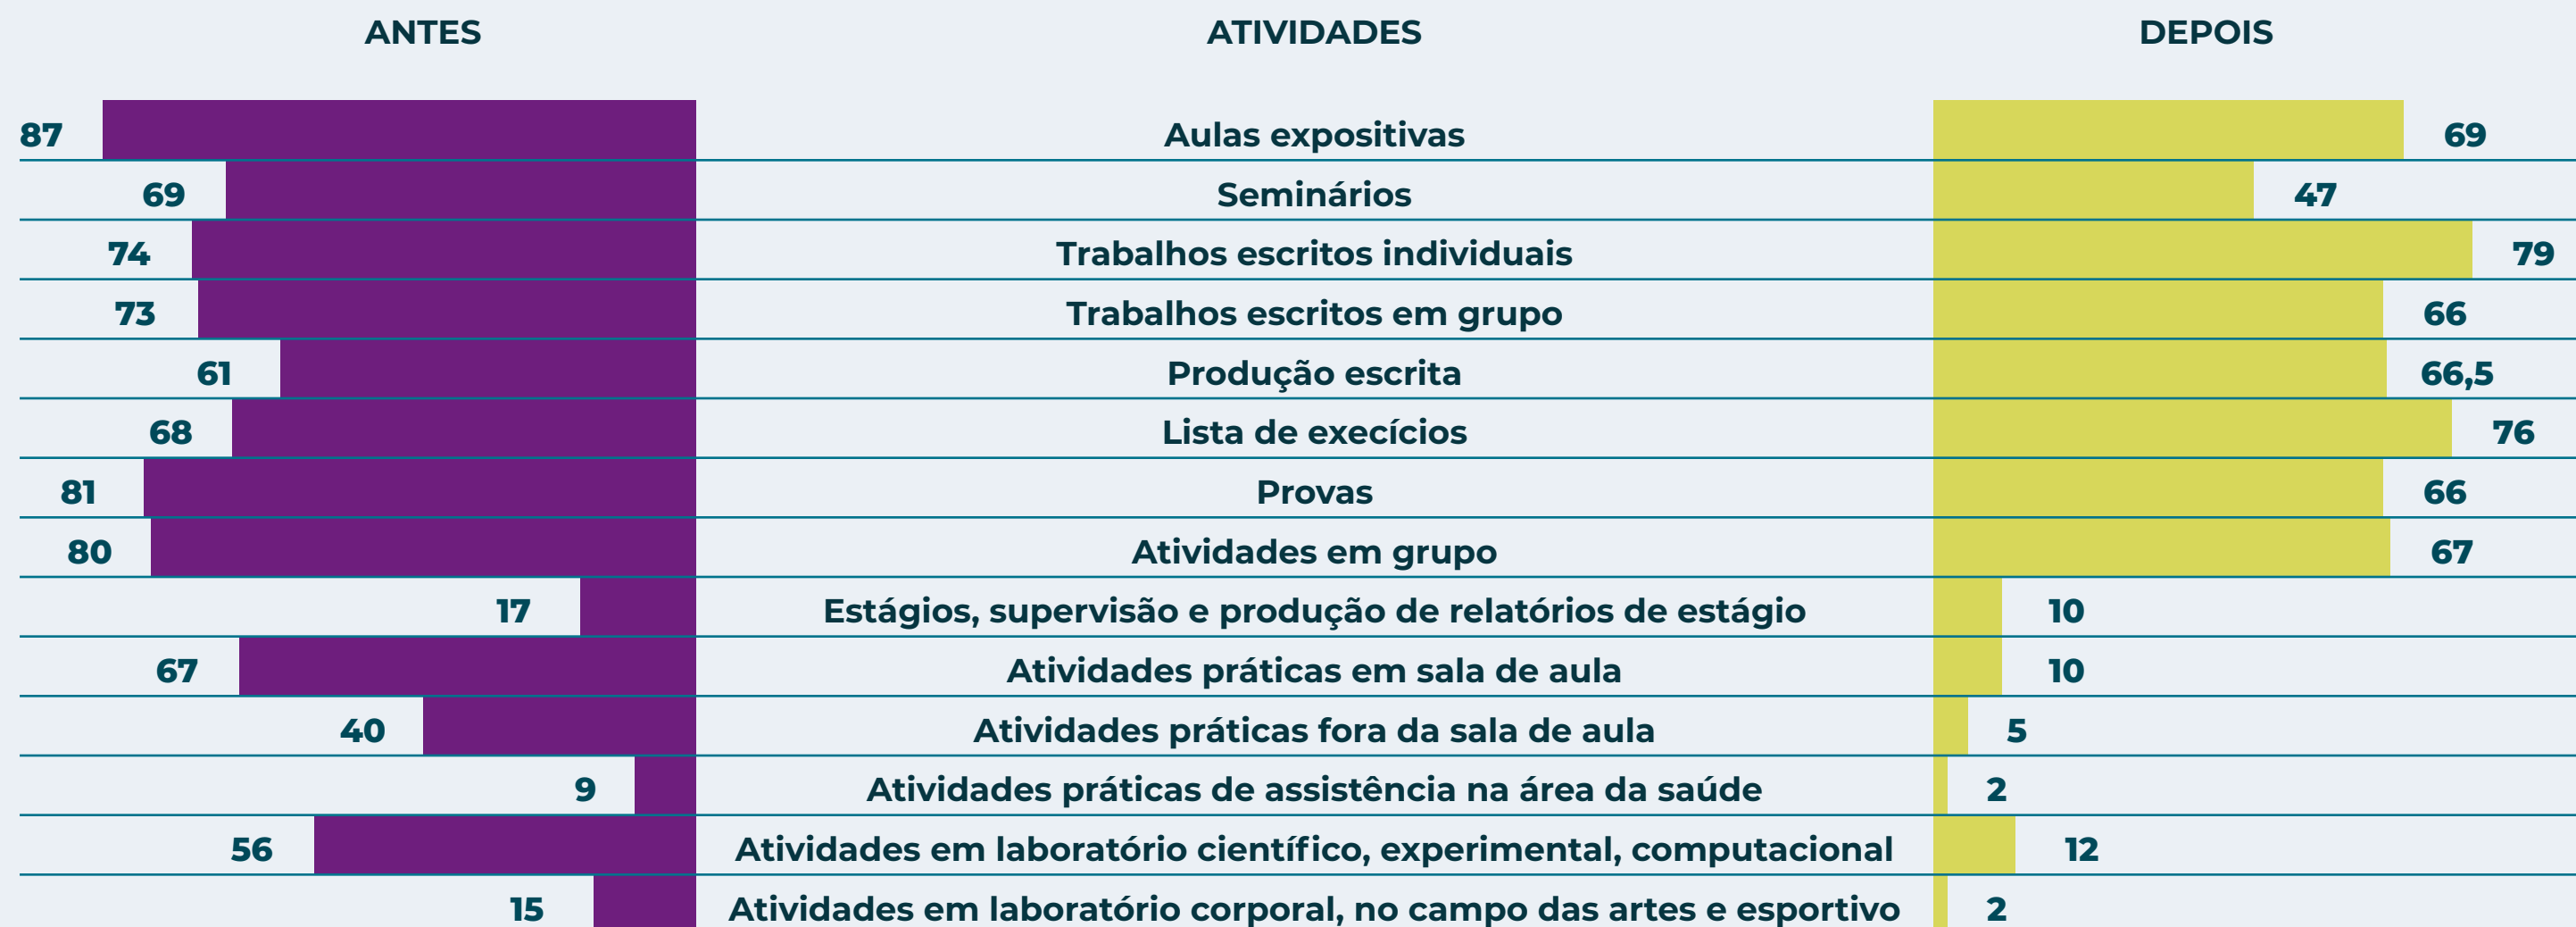 ANTES ATIVIDADES DEPOIS
87 Aulas expositivas 69
69 Seminários 47
74 Trabalhos escritos individuais 79
73 Trabalhos escritos em grupo 66
61 Produção escrita 66,5
68 Lista de execícios 76
81 Provas 66
80 Atividades em grupo 67
17 Estágios, supervisão e produção de relatórios de estágio 10
67 Atividades práticas em sala de aula 10
40 Atividades práticas fora da sala de aula 5
9 Atividades práticas de assistência na área da saúde 2
56 Atividades em laboratório científico, experimental, computacional 12
15 Atividades em laboratório corporal, no campo das artes e esportivo 2